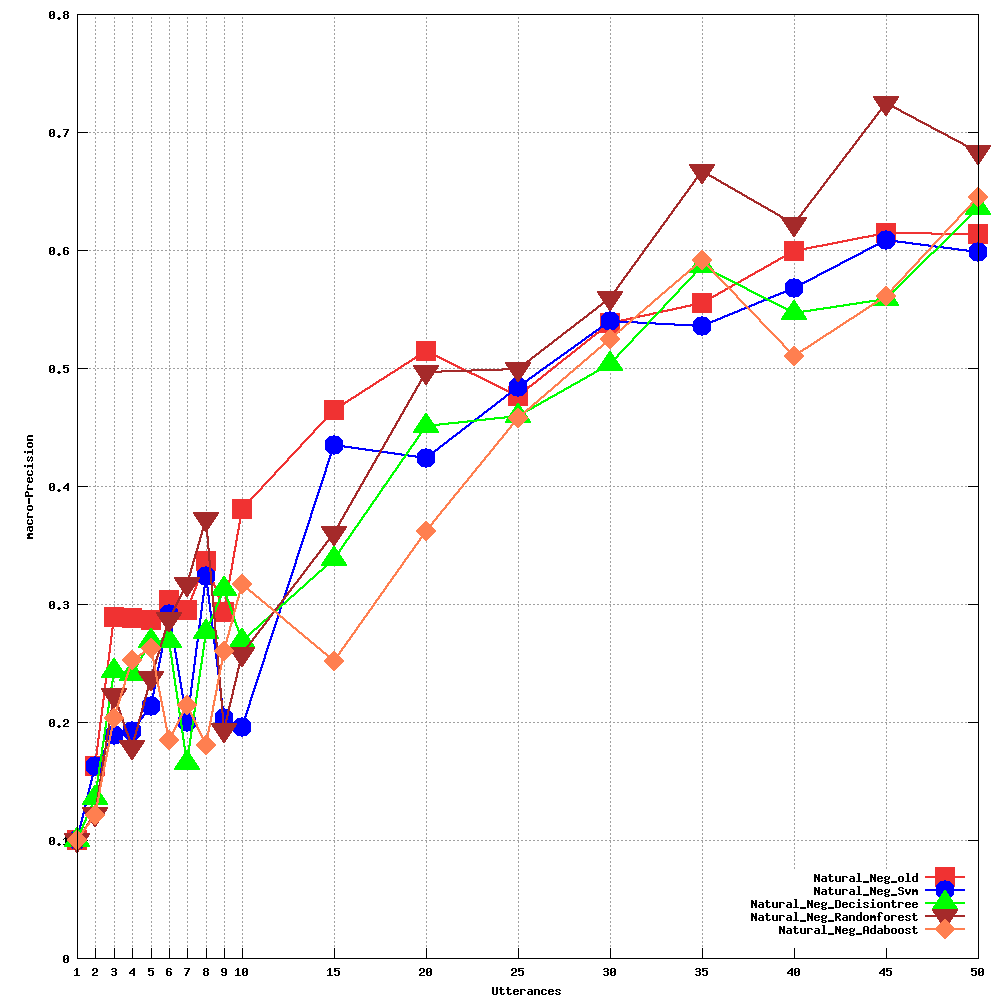 0.8
0.7
0.6
0.5
0.4
0.3
0.2
0.1
0
macro-Precision
Natural_Neg_old
Natural_Neg_Svm
Natural_Neg_Decisiontree
Natural_Neg_Randomforest
Natural_Neg_Adaboost
1 2 3 4 5 6 7 8 9 10 15 20 25 30 35 40 45 50
Utterances